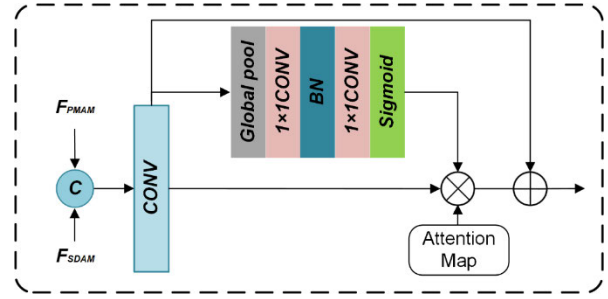 F_PMAM
C
F_SDAM
CONV
Global pool
1×1CONV
BN
1×1CONV
Sigmoid
Attention
Map